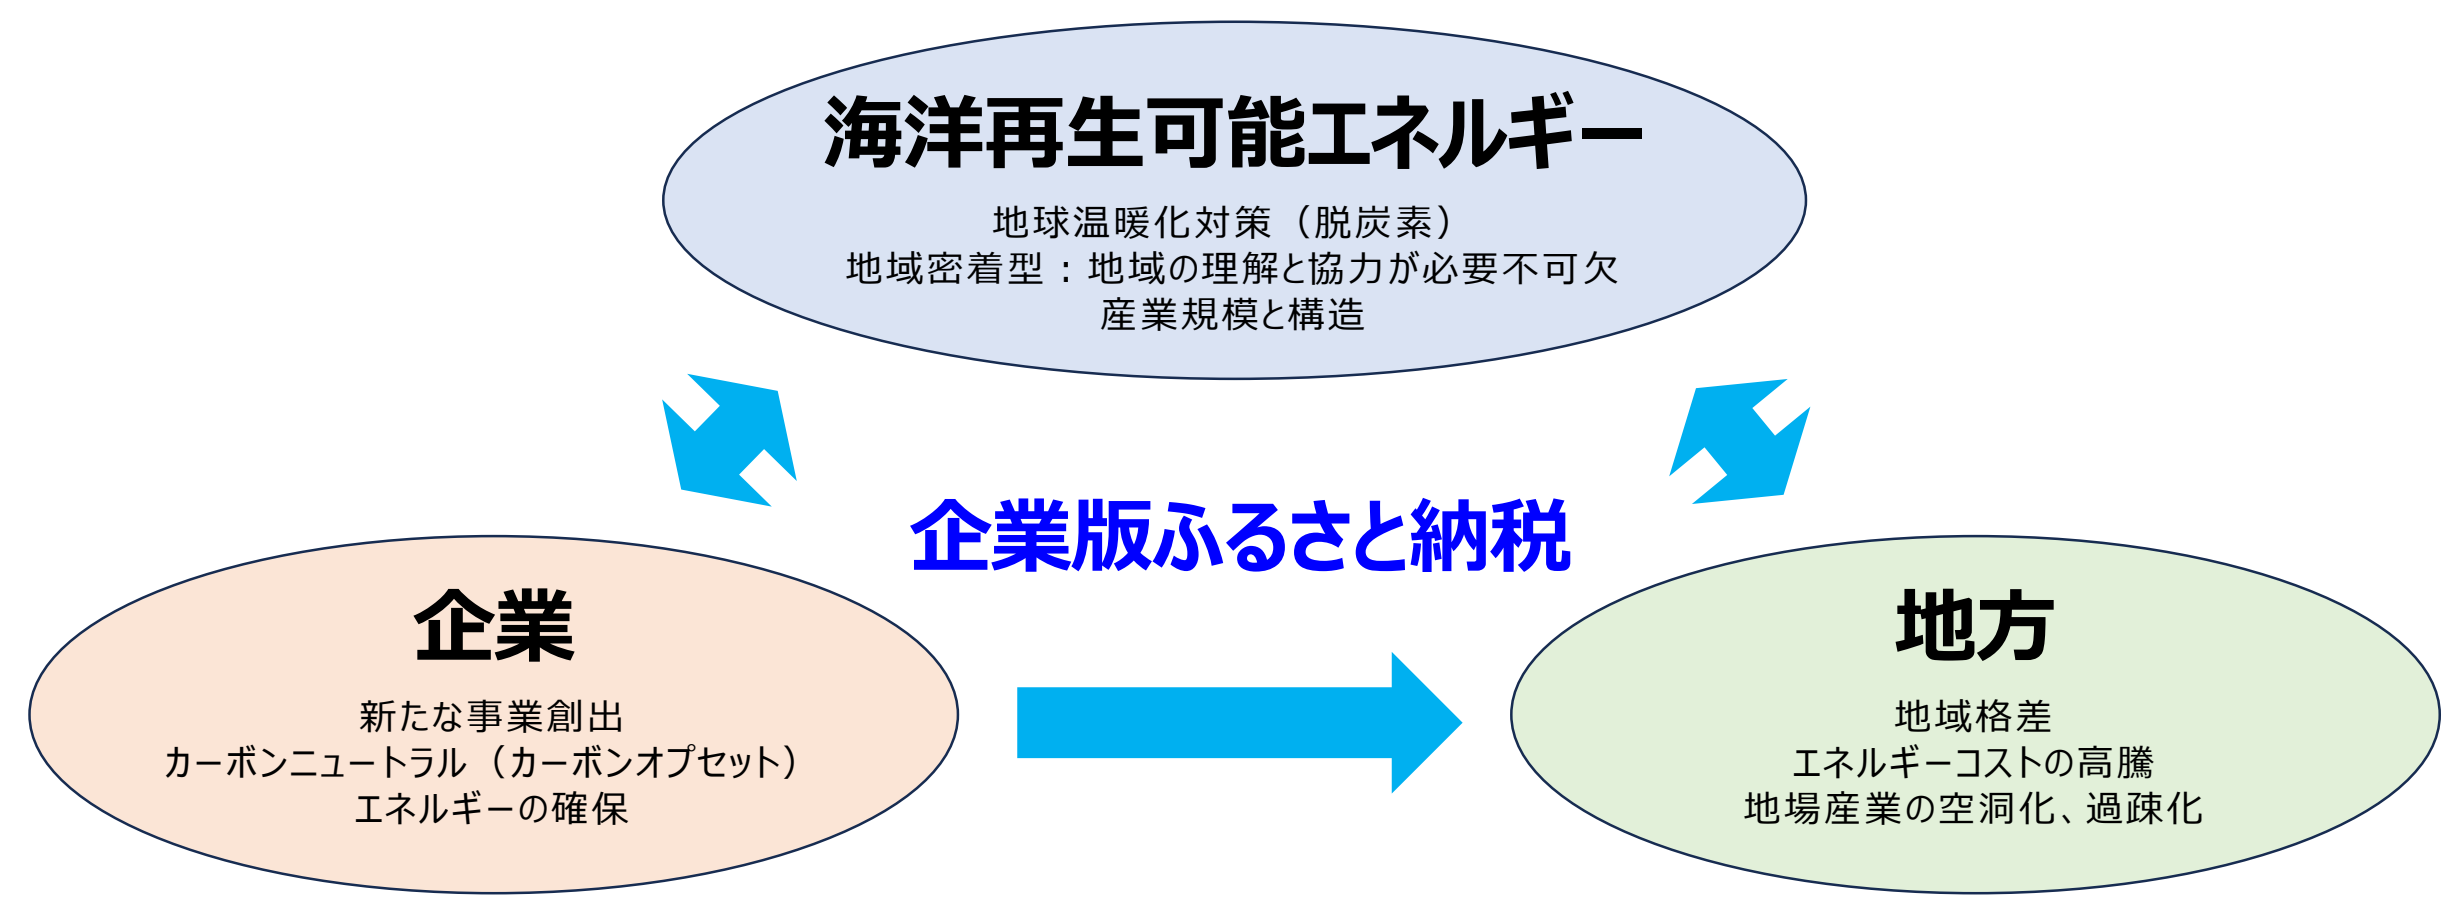 海洋再生可能エネルギー
地球温暖化対策（脱炭素）
地域密着型：地域の理解と協力が必要不可欠
産業規模と構造
企業版ふるさと納税
企業
新たな事業創出
カーボンニュートラル（カーボンオプセット）
エネルギーの確保
地方
地域格差
エネルギーコストの高騰
地場産業の空洞化、過疎化